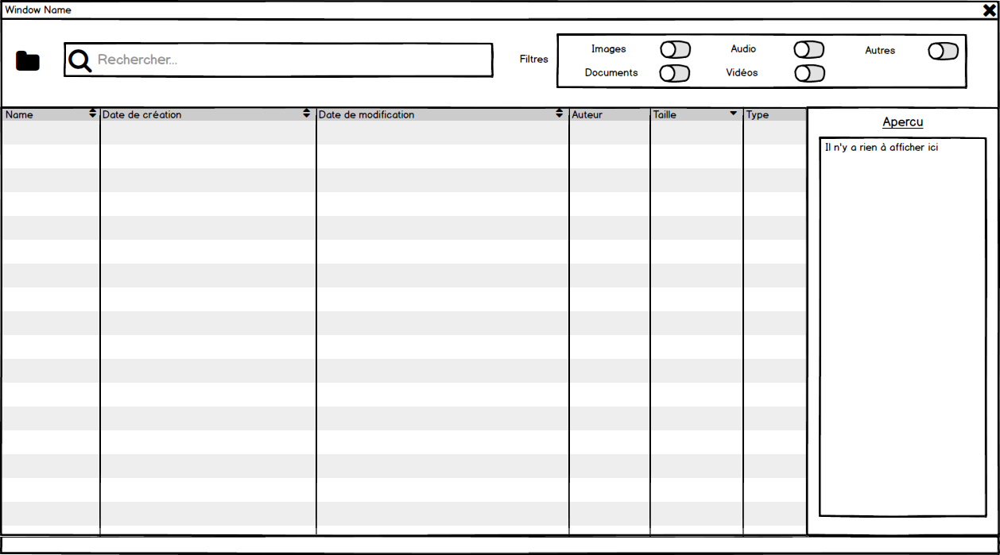 Window Name
Rechercher...
Filtres
Images Audio Autres
Documents Vidéos
Name Date de création Date de modification Auteur Taille Type
Apercu
Il n'y a rien à afficher ici